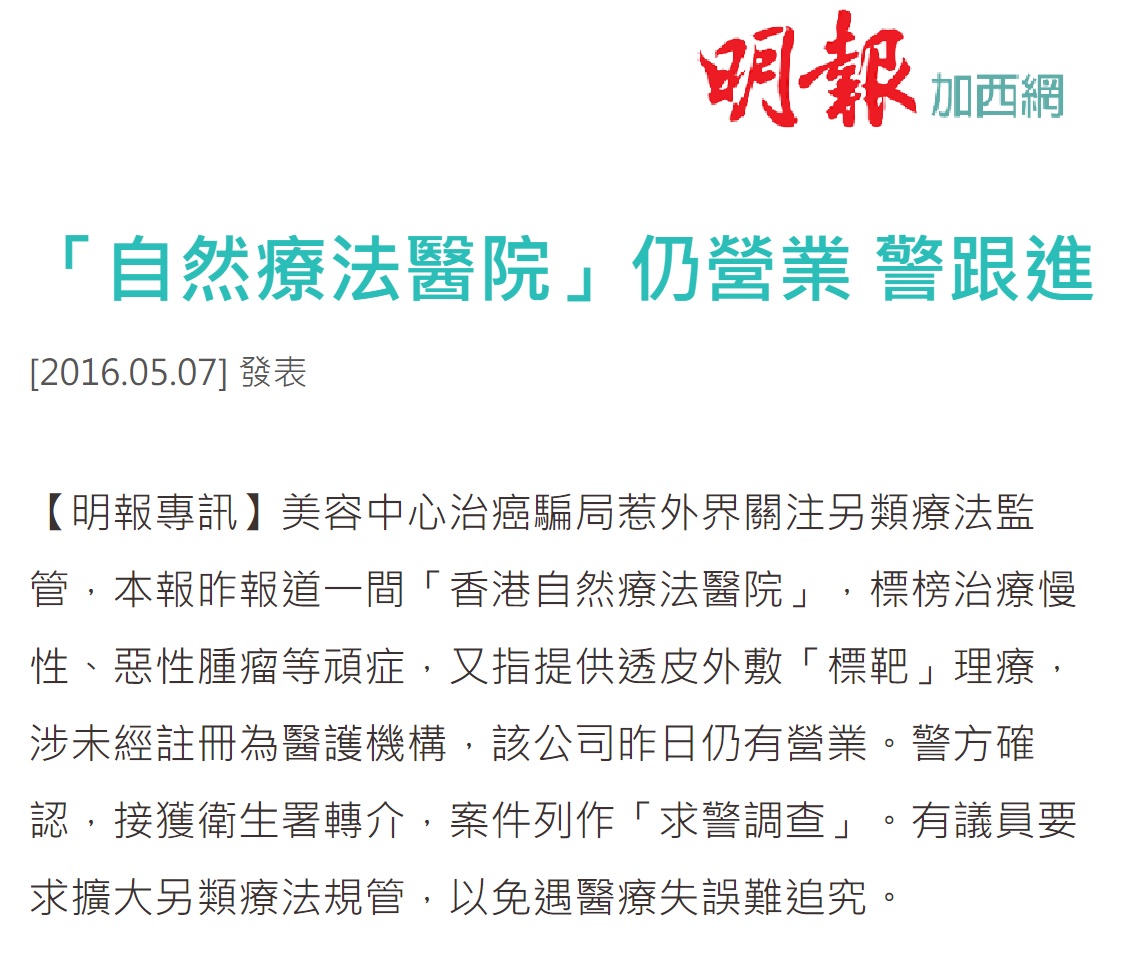 明報 加西網
「自然療法醫院」仍營業 警跟進
[2016.05.07] 發表
【明報專訊】美容中心治癌騙局惹外界關注另類療法監
管，本報昨報道一間「香港自然療法醫院」，標榜治療慢
性、惡性腫瘤等頑症，又指提供透皮外敷「標靶」理療，
涉未經註冊為醫護機構，該公司昨日仍有營業。警方確
認，接獲衛生署轉介，案件列作「求警調查」。有議員要
求擴大另類療法規管，以免遇醫療失誤難追究。